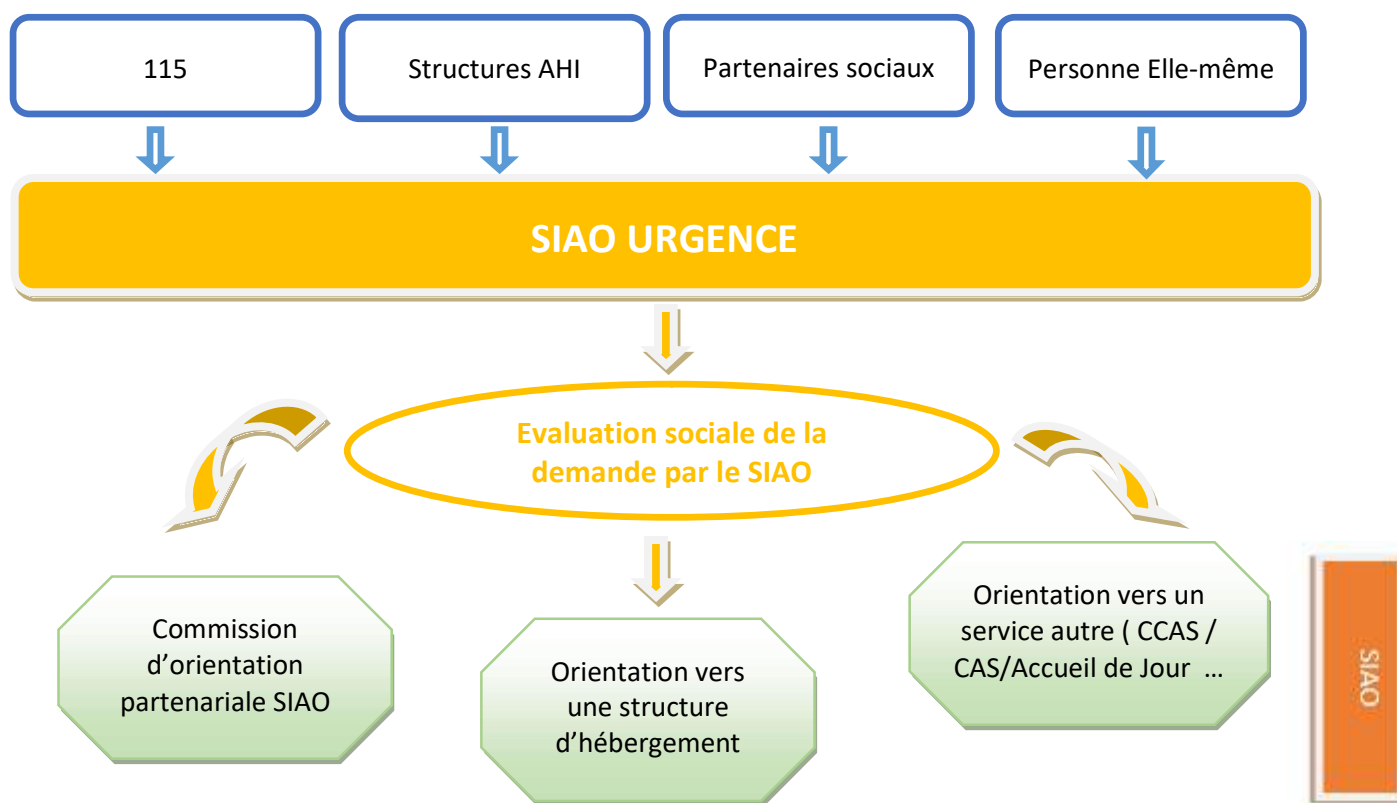 115
Structures AHI
Partenaires sociaux
Personne Elle-même
SIAO URGENCE
Evaluation sociale de la
demande par le SIAO
Commission
d’orientation
partenariale SIAO
Orientation vers
une structure
d’hébergement
Orientation vers un
service autre ( CCAS /
CAS/Accueil de Jour …
SIAO